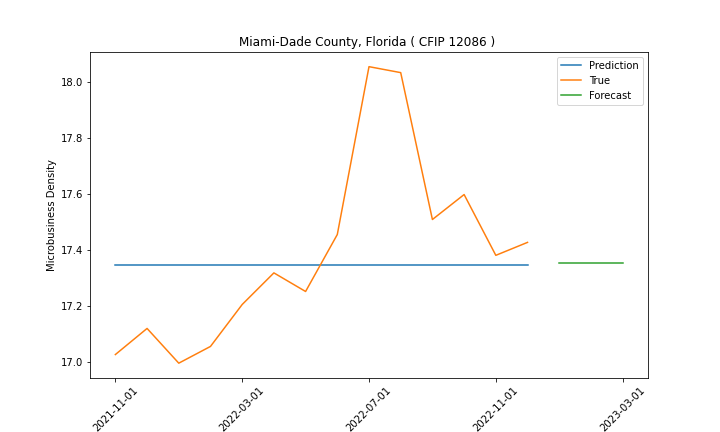 Miami-Dade County, Florida ( CFIP 12086 )
Prediction
True
Forecast
Microbusiness Density
18.0
17.8
17.6
17.4
17.2
17.0
2021-11-01
2022-03-01
2022-07-01
2022-11-01
2023-03-01